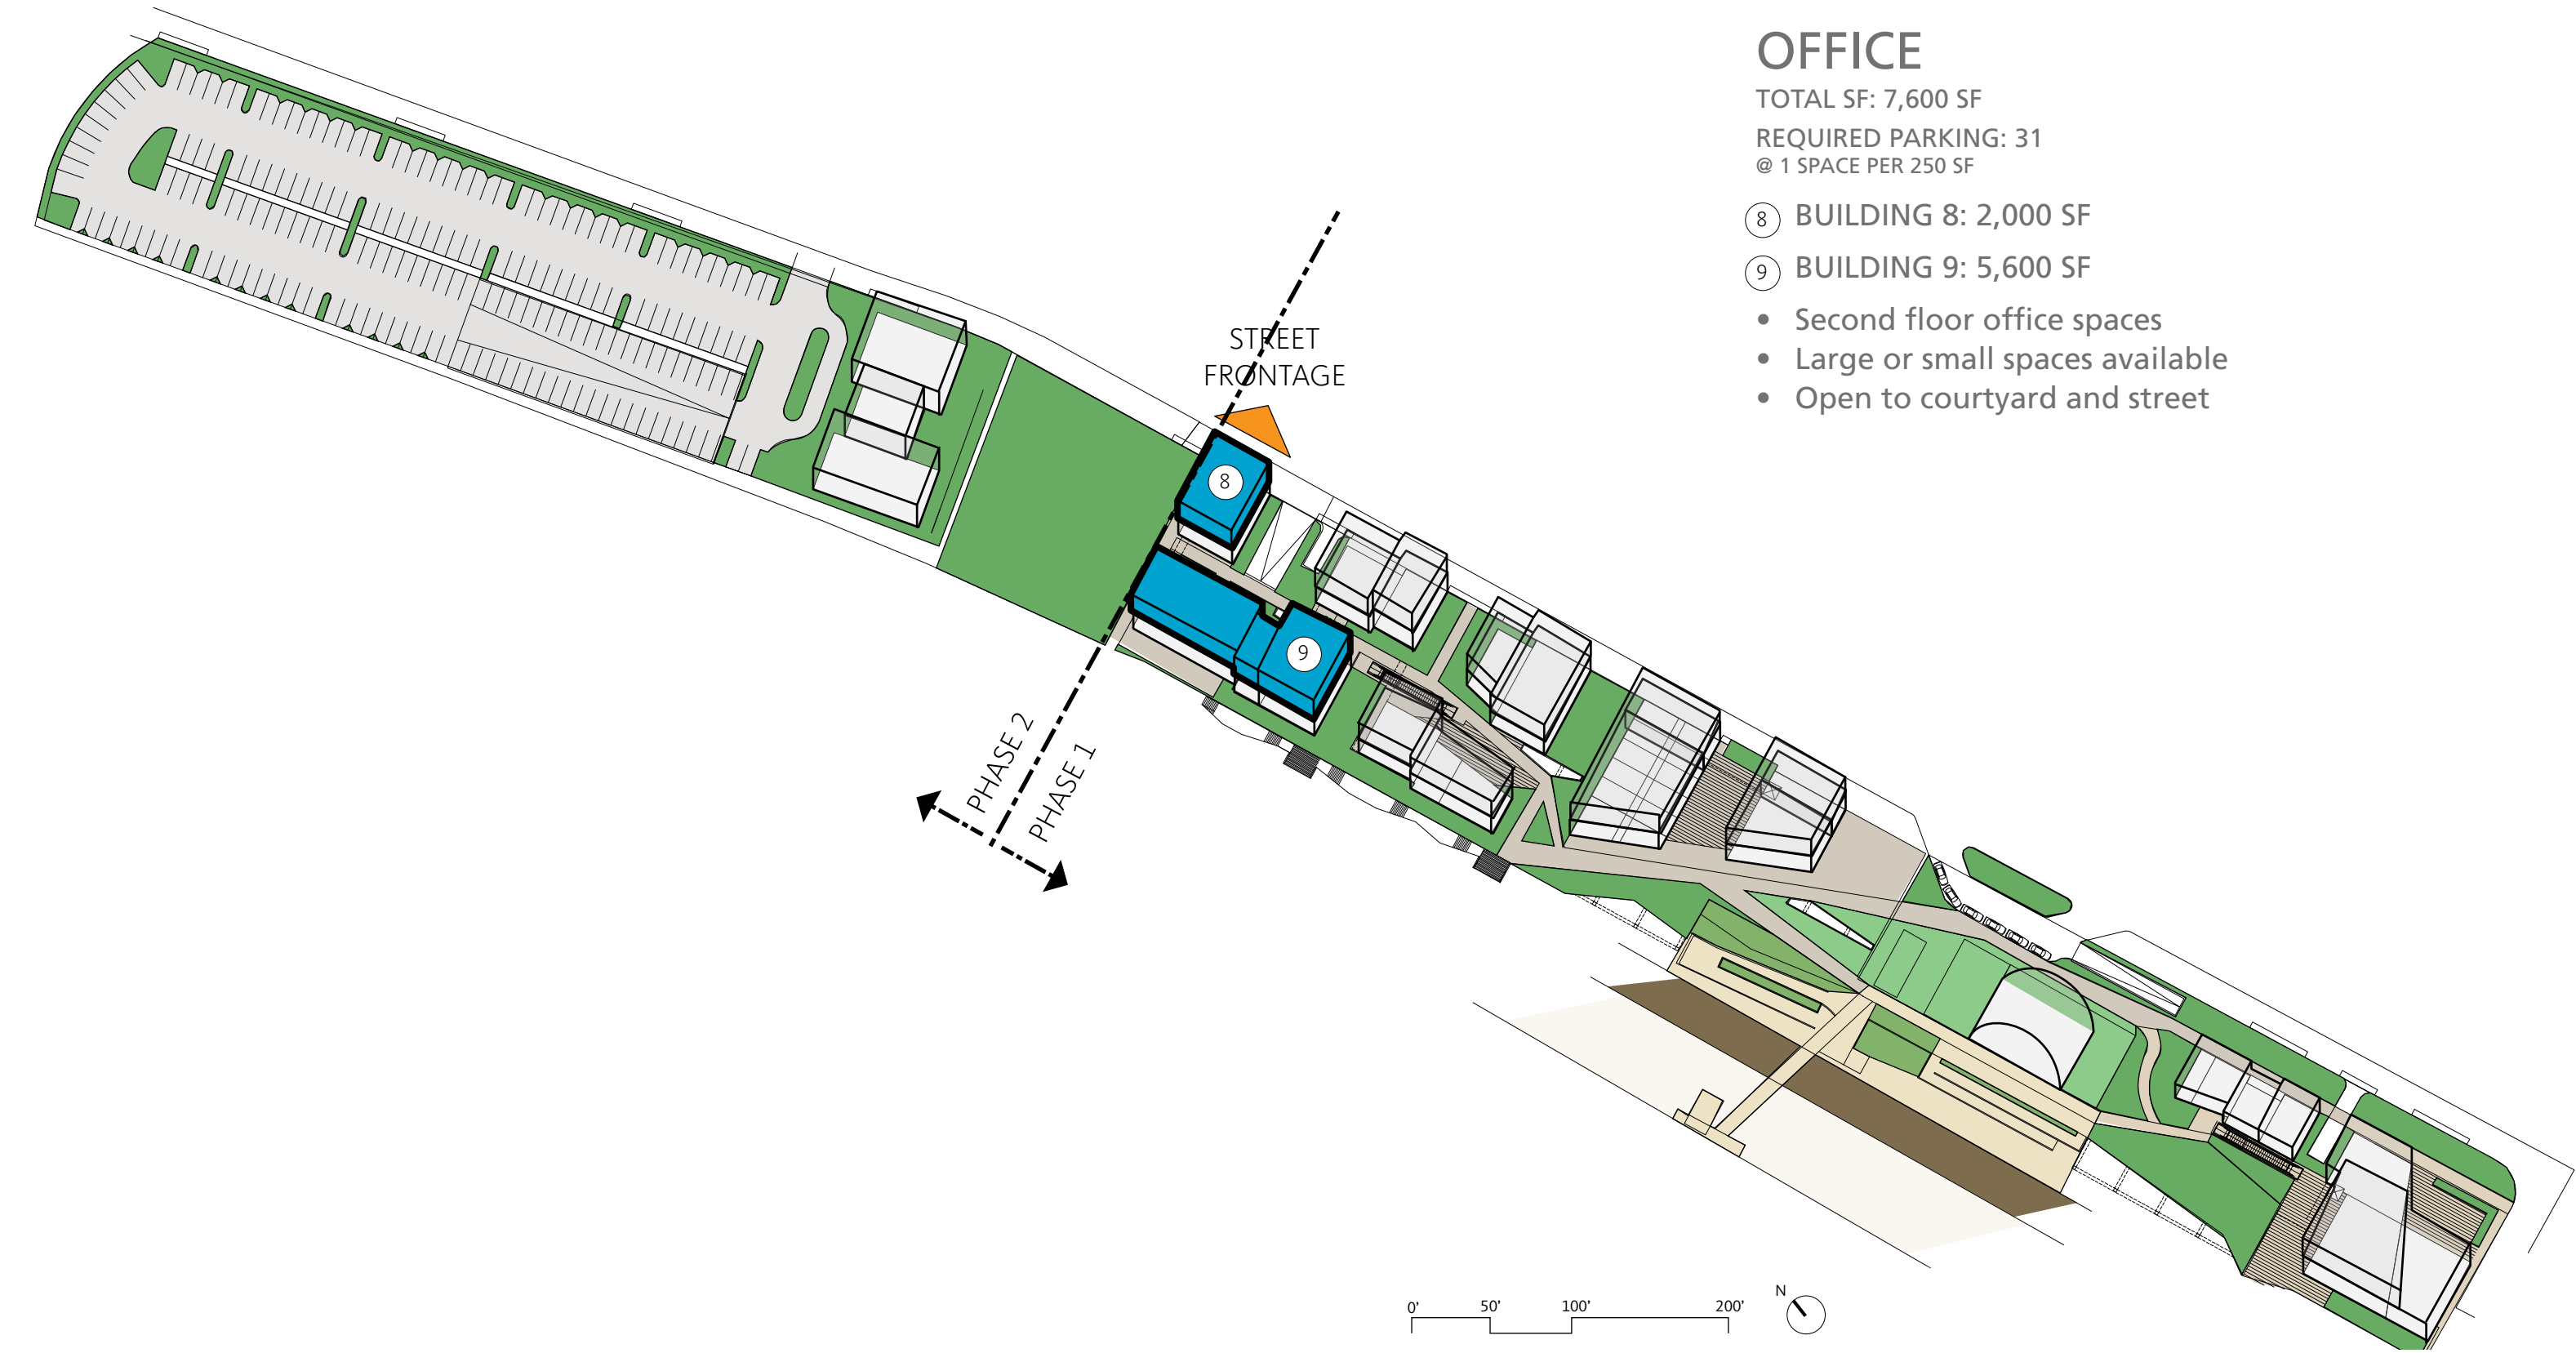 OFFICE
TOTAL SF: 7,600 SF
REQUIRED PARKING: 31
@ 1 SPACE PER 250 SF
8 BUILDING 8: 2,000 SF
9 BUILDING 9: 5,600 SF
• Second floor office spaces
• Large or small spaces available
• Open to courtyard and street
STREET
FRONTAGE
8
9
PHASE 2
PHASE 1
0' 50' 100' 200'
N